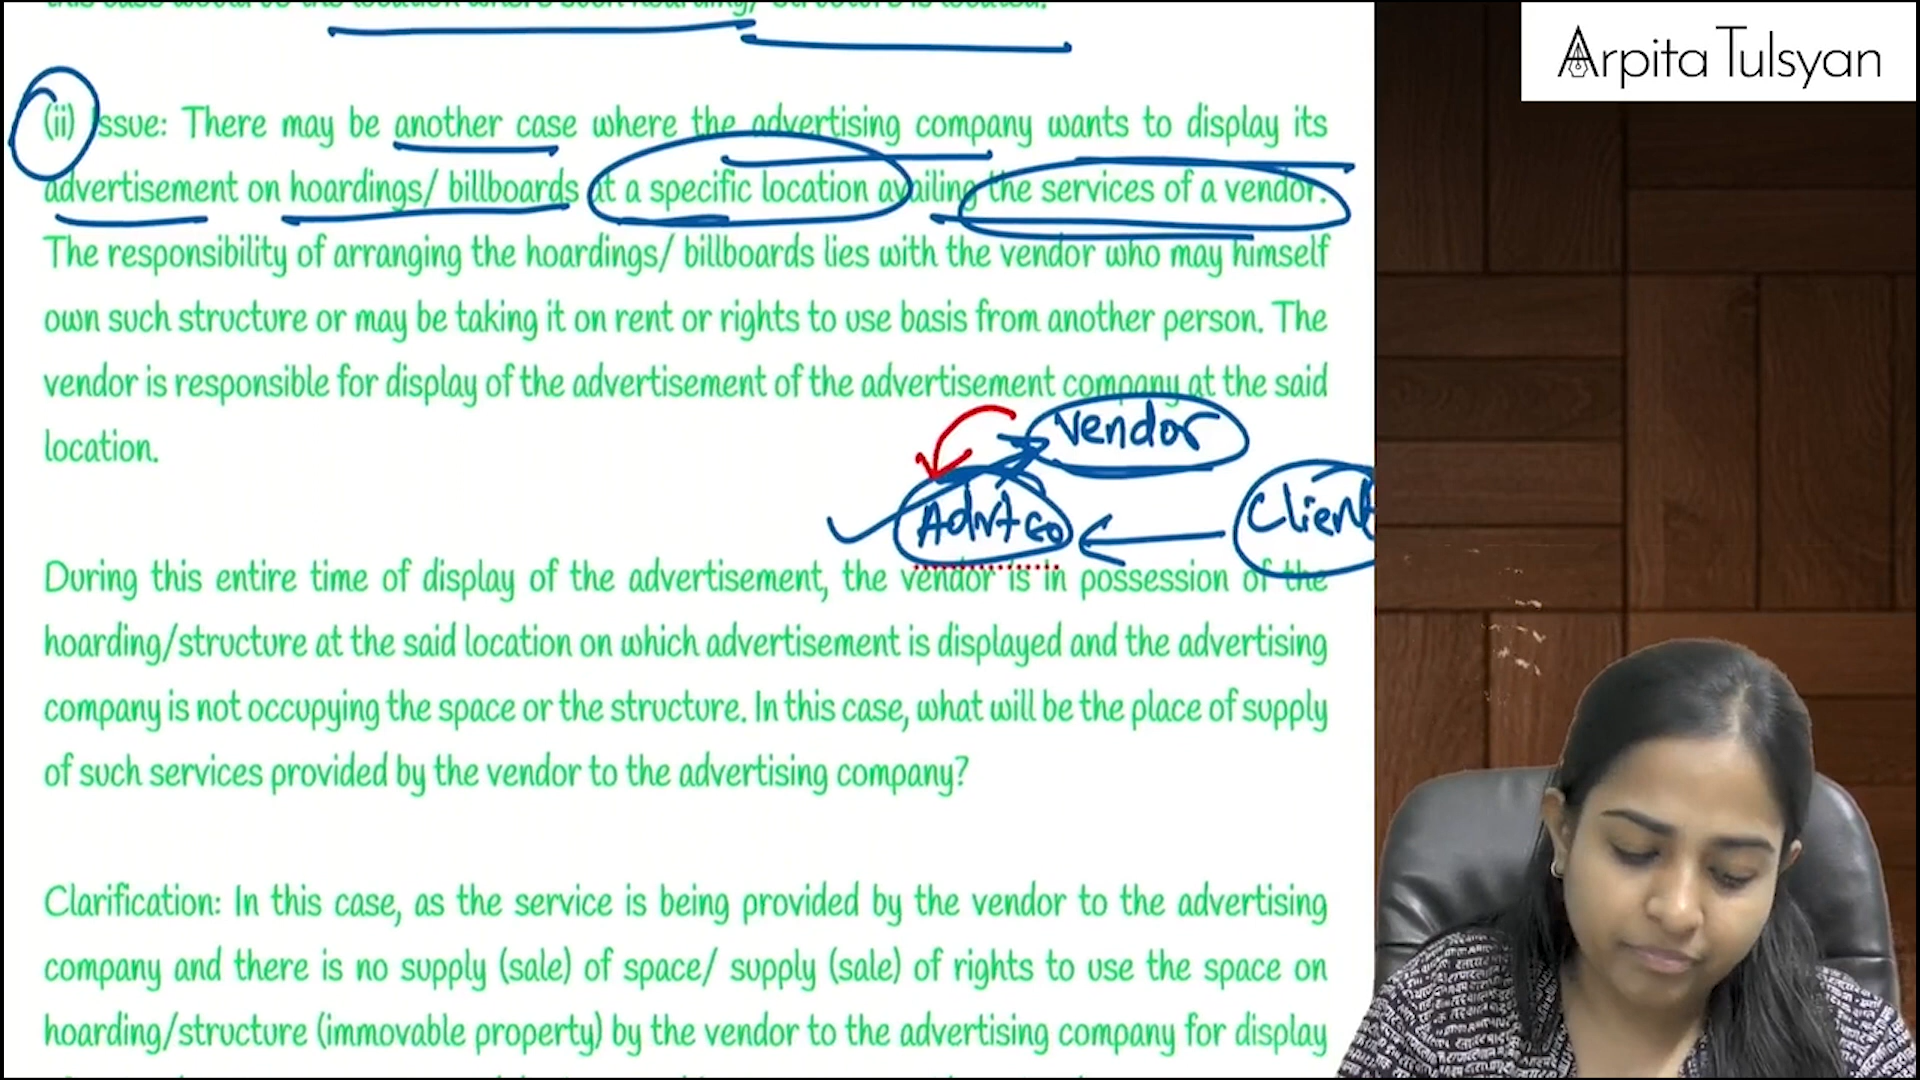 Arpita Tulsyan
(ii) Issue: There may be another case where the advertising company wants to display its
advertisement on hoardings/ billboards at a specific location availing the services of a vendor.
The responsibility of arranging the hoardings/ billboards lies with the vendor who may himself
own such structure or may be taking it on rent or rights to use basis from another person. The
vendor is responsible for display of the advertisement of the advertisement company at the said
location.
Vendor
Advt Co
Client
During this entire time of display of the advertisement, the vendor is in possession of the
hoarding/structure at the said location on which advertisement is displayed and the advertising
company is not occupying the space or the structure. In this case, what will be the place of supply
of such services provided by the vendor to the advertising company?
Clarification: In this case, as the service is being provided by the vendor to the advertising
company and there is no supply (sale) of space/ supply (sale) of rights to use the space on
hoarding/structure (immovable property) by the vendor to the advertising company for display